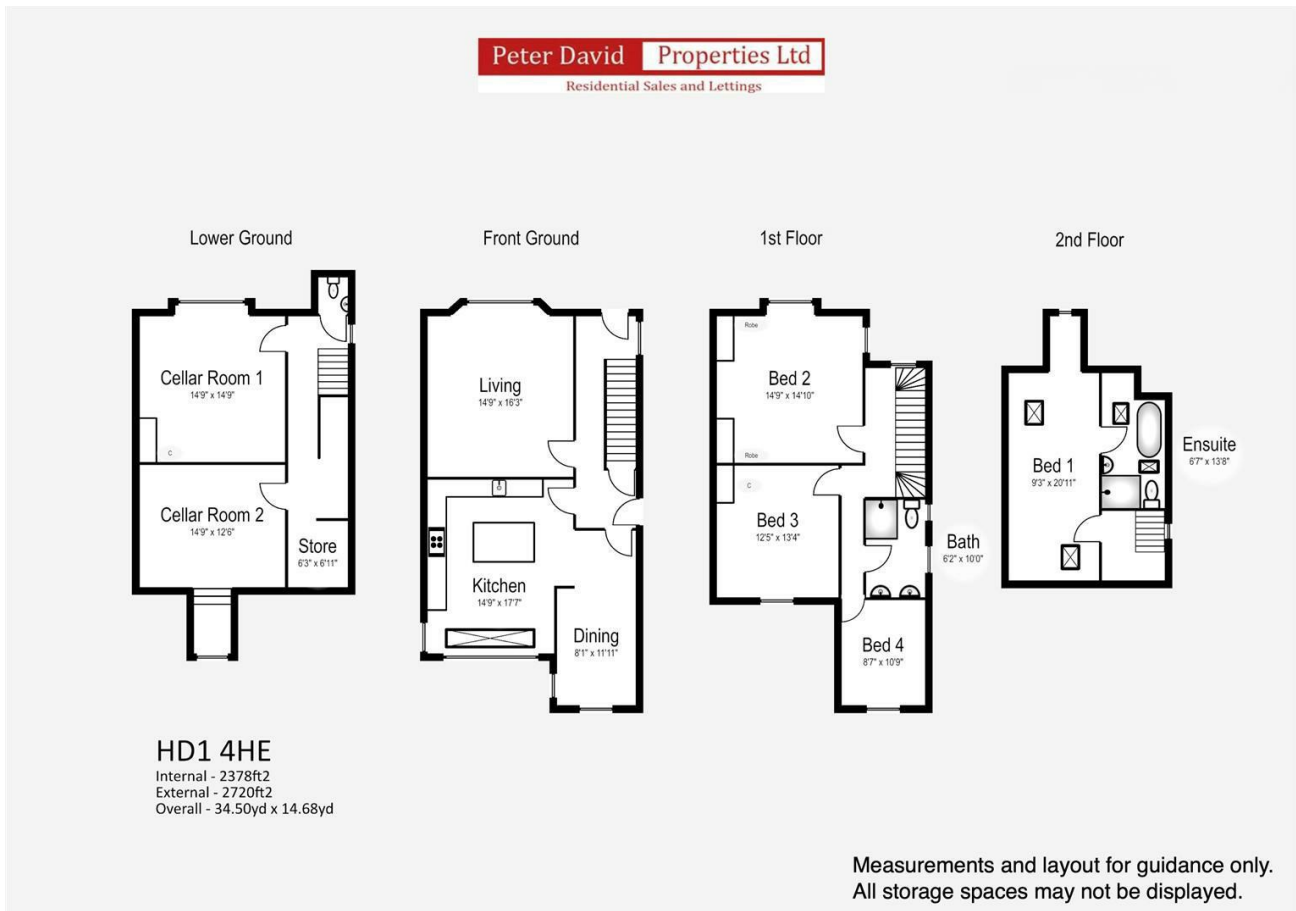 Peter David Properties Ltd
Residential Sales and Lettings
Lower Ground
Front Ground
1st Floor
2nd Floor
Cellar Room 1
14'9" x 14'9"
C
Cellar Room 2
14'9" x 12'6"
Store
6'3" x 6'11"
Living
14'9" x 16'3"
Kitchen
14'9" x 17'7"
Dining
8'1" x 11'11"
Robe
Bed 2
14'9" x 14'10"
Robe
C
Bed 3
12'5" x 13'4"
Bath
6'2" x 10'0"
Bed 4
8'7" x 10'9"
Bed 1
9'3" x 20'11"
Ensuite
6'7" x 13'8"
HD1 4HE
Internal - 2378ft2
External - 2720ft2
Overall - 34.50yd x 14.68yd
Measurements and layout for guidance only.
All storage spaces may not be displayed.